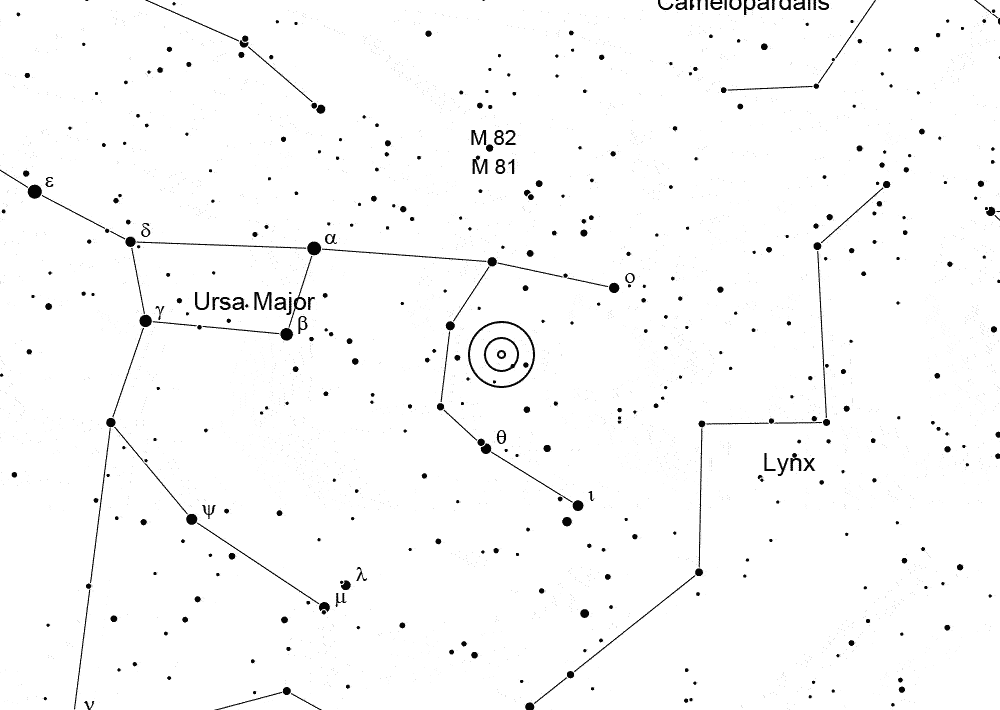 Camelopardalis
M 82
M 81
ε
δ
α
ο
Ursa Major
γ
β
θ
Lynx
ι
ψ
λ
μ
ν